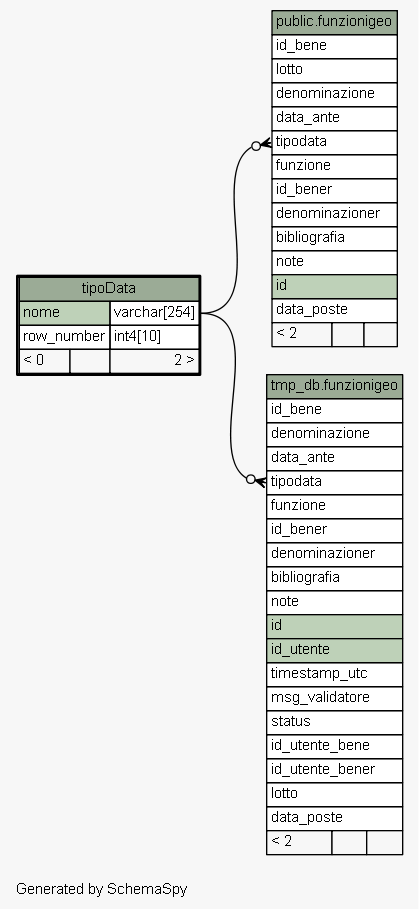 public.funzionigeo
id_bene
lotto
denominazione
data_ante
tipodata
funzione
id_bener
denominazioner
bibliografia
note
id
data_poste
< 2
tipoData
nome varchar[254]
row_number int4[10]
< 0 2 >
tmp_db.funzionigeo
id_bene
denominazione
data_ante
tipodata
funzione
id_bener
denominazioner
bibliografia
note
id
id_utente
timestamp_utc
msg_validatore
status
id_utente_bene
id_utente_bener
lotto
data_poste
< 2
Generated by SchemaSpy